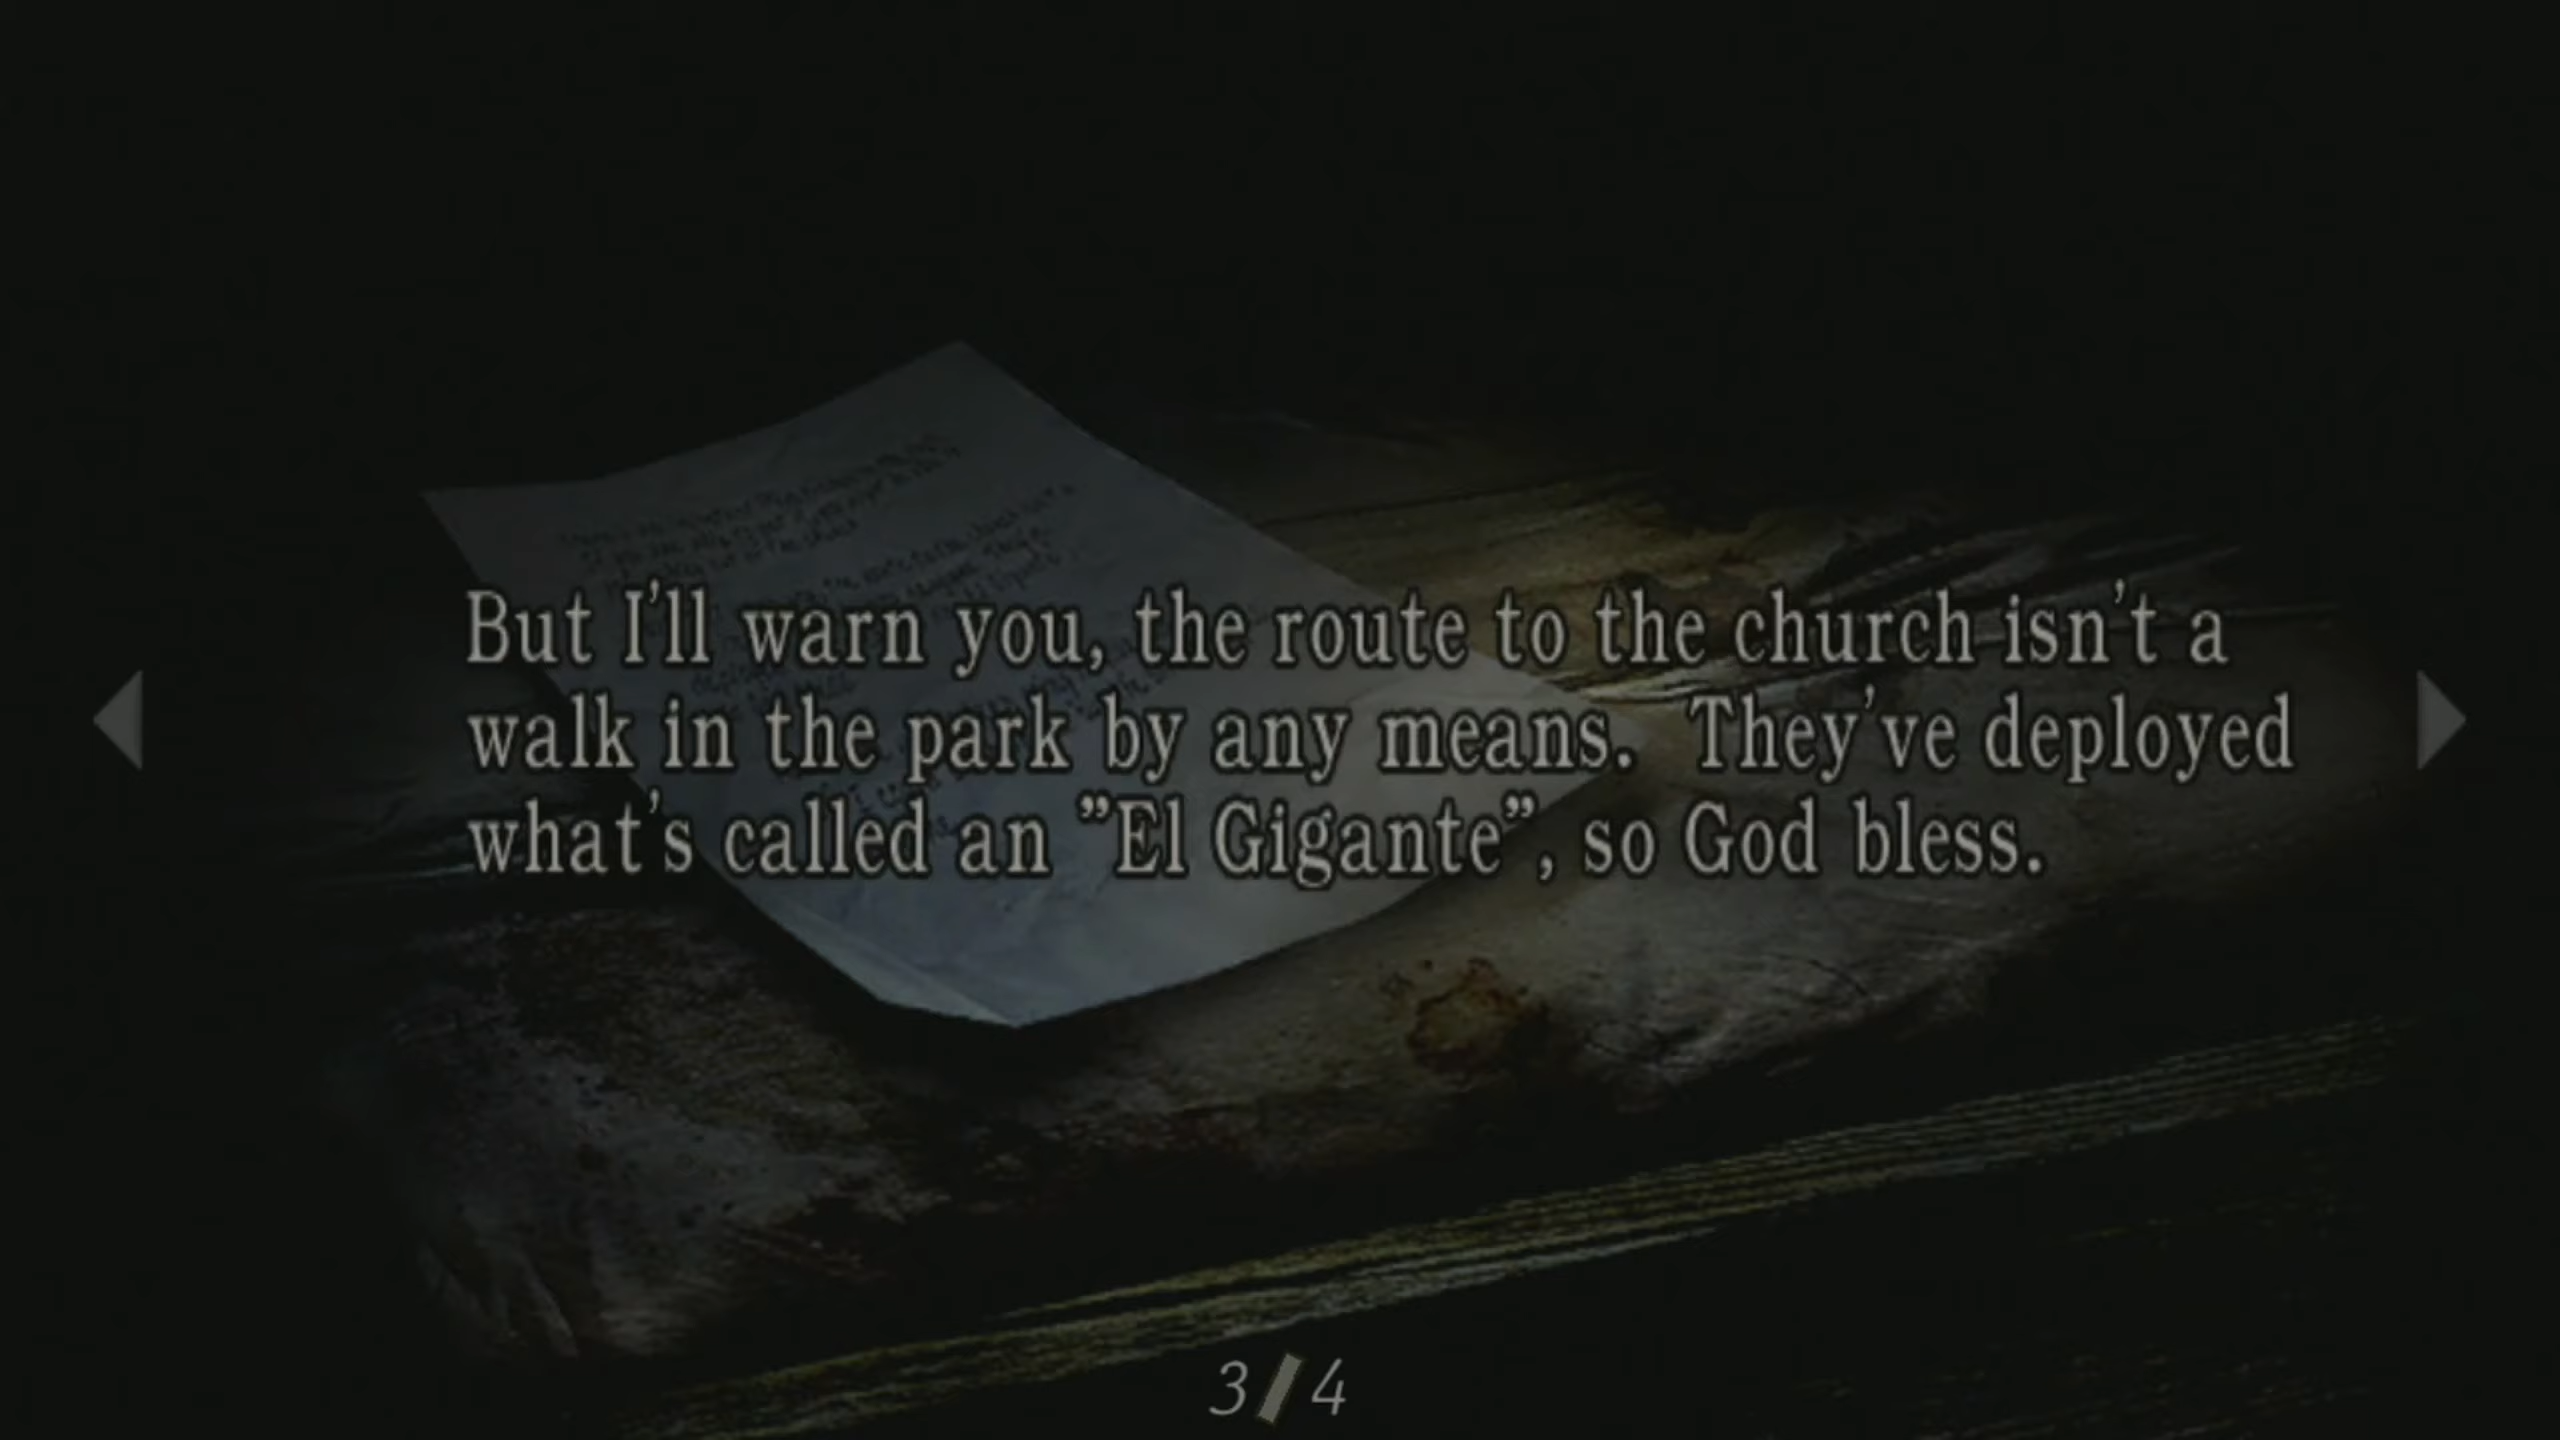 But I'll warn you, the route to the church isn't a
walk in the park by any means.  They've deployed
what's called an ”El Gigante”, so God bless.
3/4